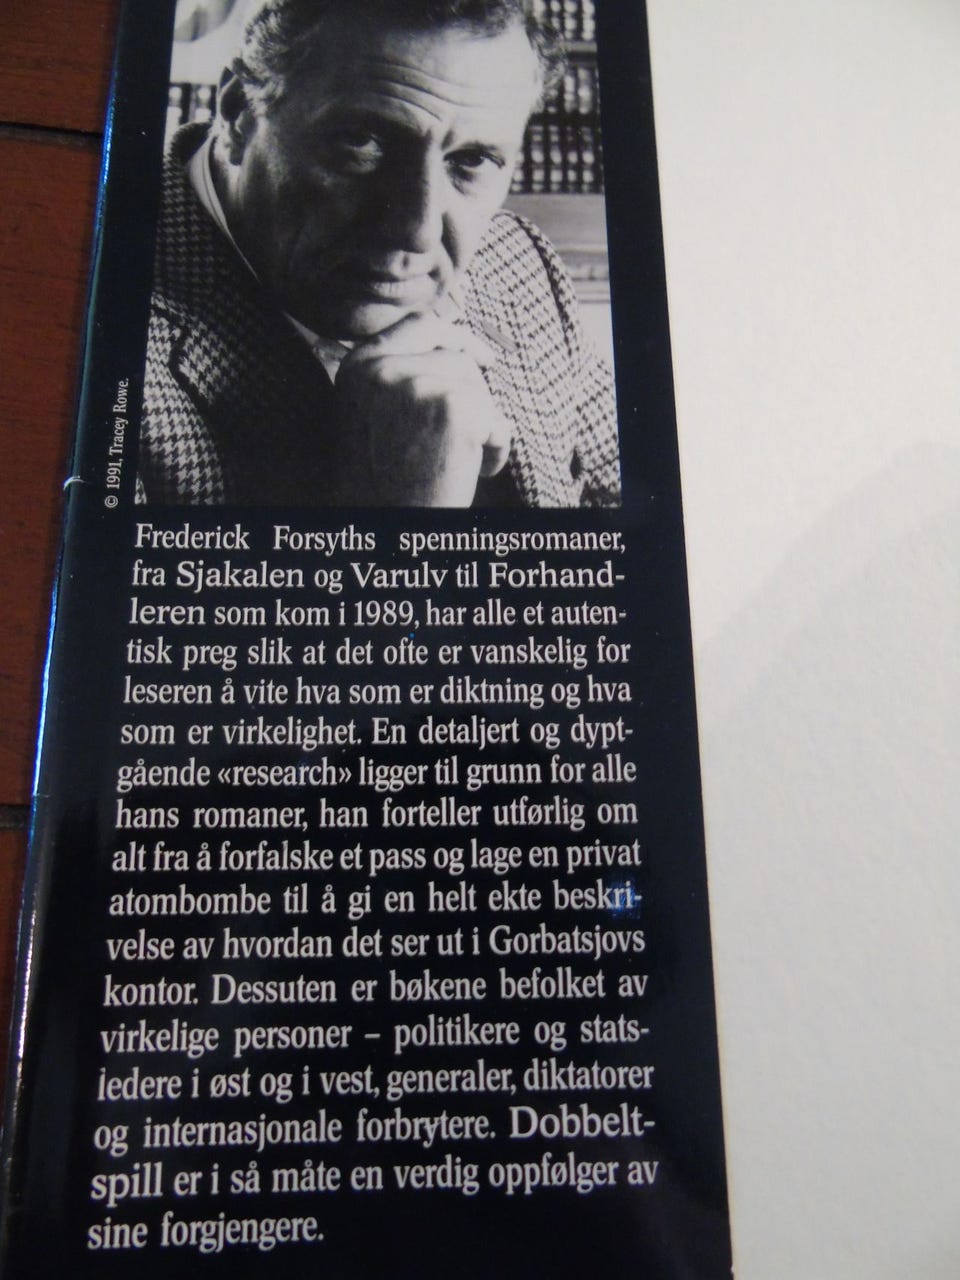 © 1991, Tracey Rowe.
Frederick Forsyths spenningsromaner,
fra Sjakalen og Varulv til Forhand-
leren som kom i 1989, har alle et auten-
tisk preg slik at det ofte er vanskelig for
leseren å vite hva som er diktning og hva
som er virkelighet. En detaljert og dypt-
gående «research» ligger til grunn for alle
hans romaner, han forteller utførlig om
alt fra å forfalske et pass og lage en privat
atombombe til å gi en helt ekte beskri-
velse av hvordan det ser ut i Gorbatsjovs
kontor. Dessuten er bøkene befolket av
virkelige personer – politikere og stats-
ledere i øst og i vest, generaler, diktatorer
og internasjonale forbrytere. Dobbelt-
spill er i så måte en verdig oppfølger av
sine forgjengere.